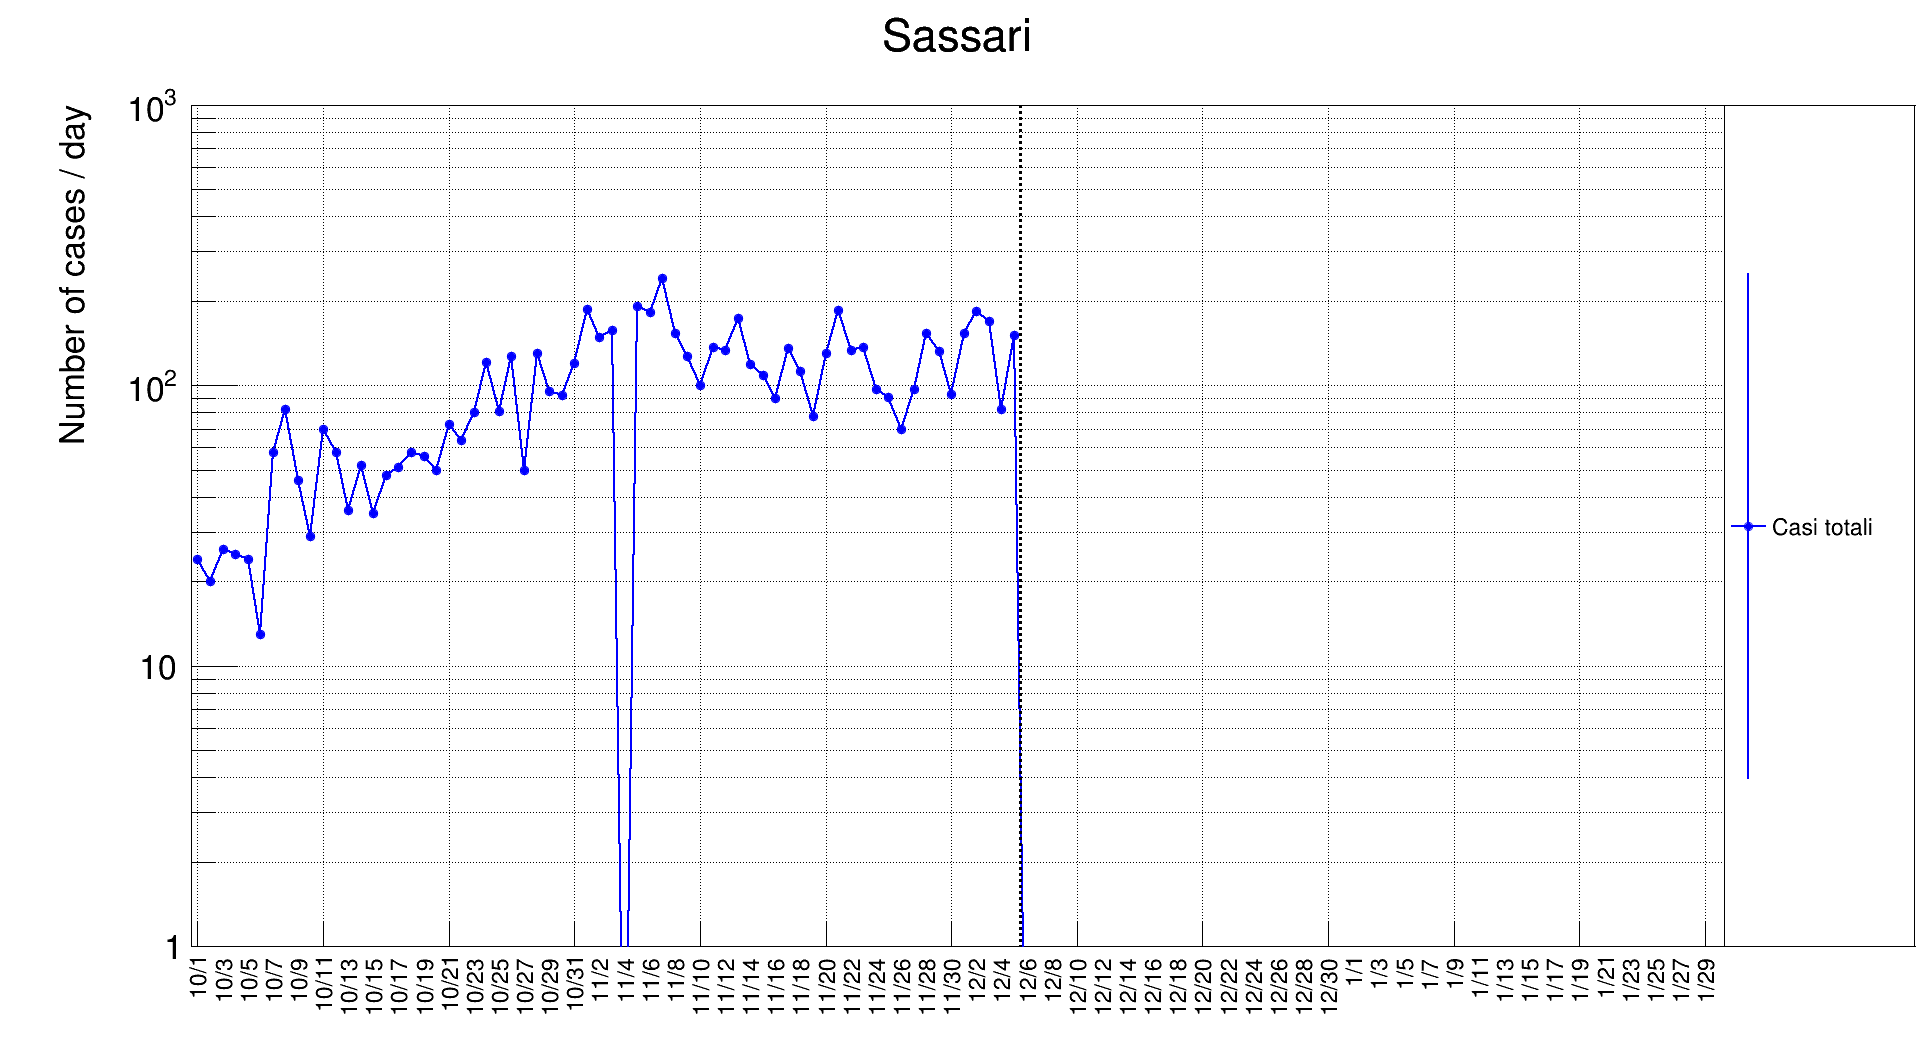 Sassari
Number of cases / day
10³
10²
10
1
10/1 10/3 10/5 10/7 10/9 10/11 10/13 10/15 10/17 10/19 10/21 10/23 10/25 10/27 10/29 10/31 11/2 11/4 11/6 11/8 11/10 11/12 11/14 11/16 11/18 11/20 11/22 11/24 11/26 11/28 11/30 12/2 12/4 12/6 12/8 12/10 12/12 12/14 12/16 12/18 12/20 12/22 12/24 12/26 12/28 12/30 1/1 1/3 1/5 1/7 1/9 1/11 1/13 1/15 1/17 1/19 1/21 1/23 1/25 1/27 1/29
Casi totali